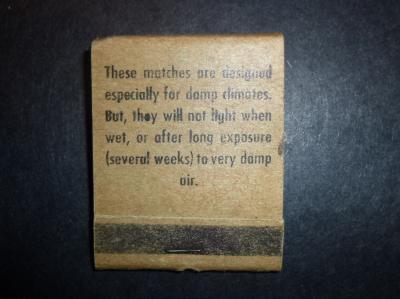 These matches are designed
especially for damp climates.
But, they will not light when
wet, or after long exposure
(several weeks) to very damp
air.